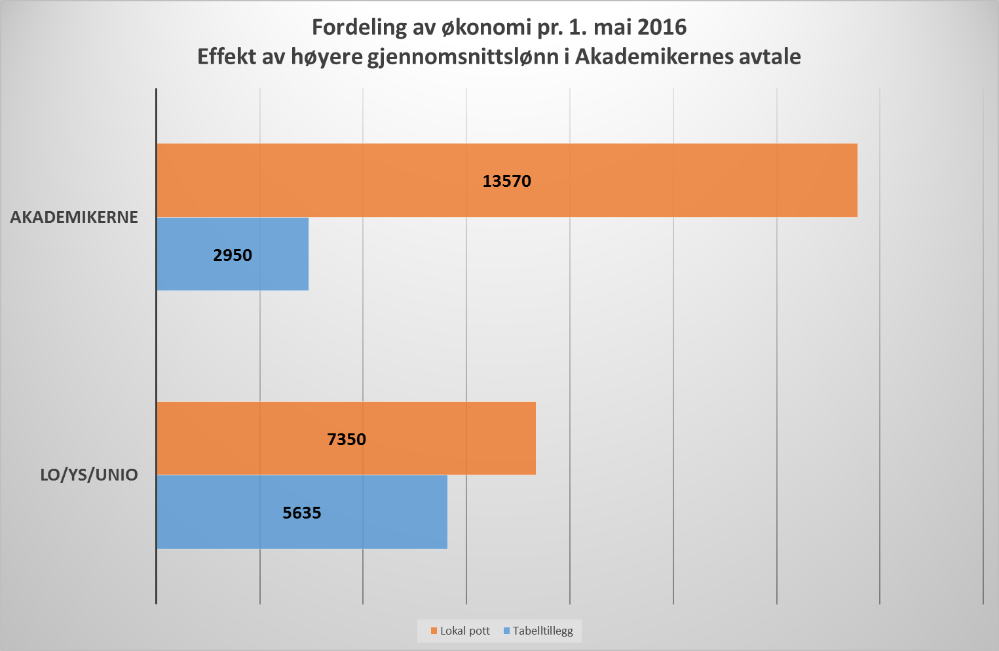 Fordeling av økonomi pr. 1. mai 2016
Effekt av høyere gjennomsnittslønn i Akademikernes avtale
13570
AKADEMIKERNE
2950
7350
LO/YS/UNIO
5635
Lokal pott
Tabelltillegg